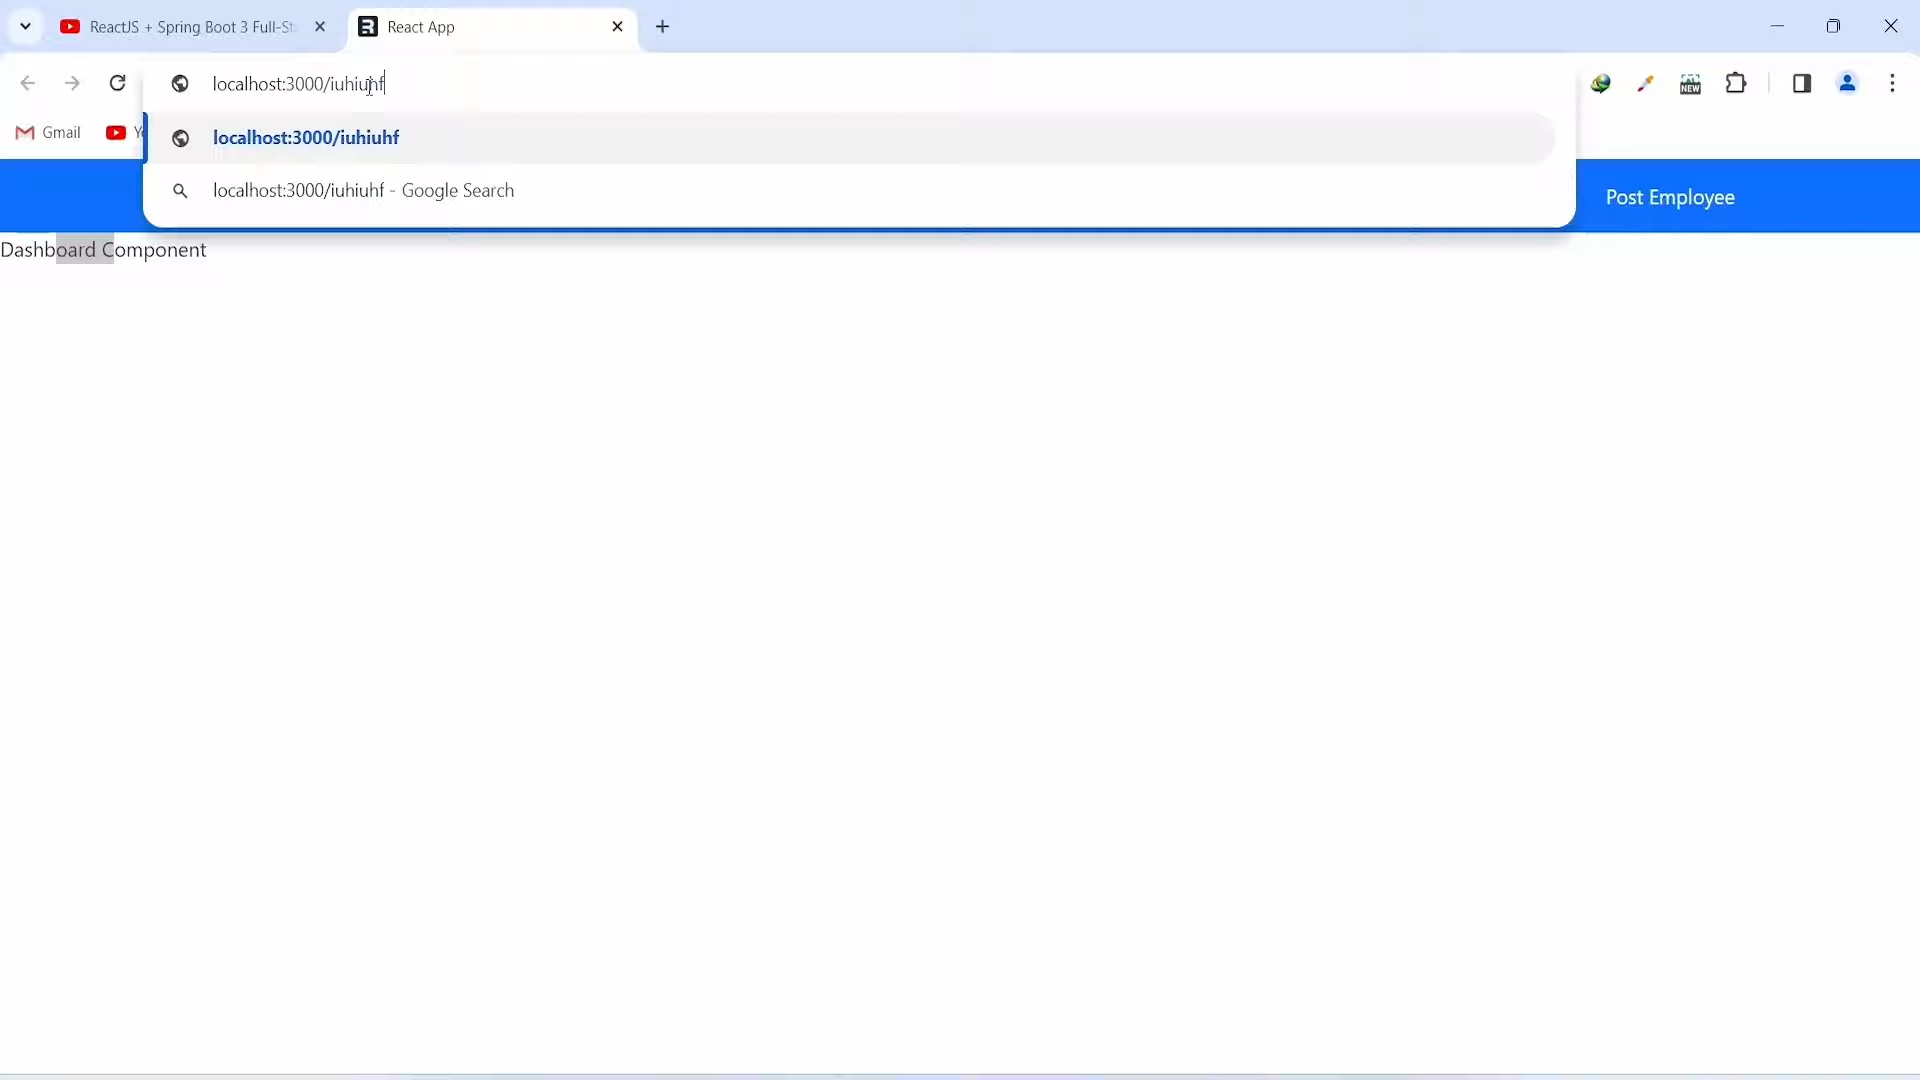 ReactJS + Spring Boot 3 Full-St
React App
localhost:3000/iuhiuhf
Gmail
localhost:3000/iuhiuhf
localhost:3000/iuhiuhf - Google Search
NEW
Post Employee
Dashboard Component